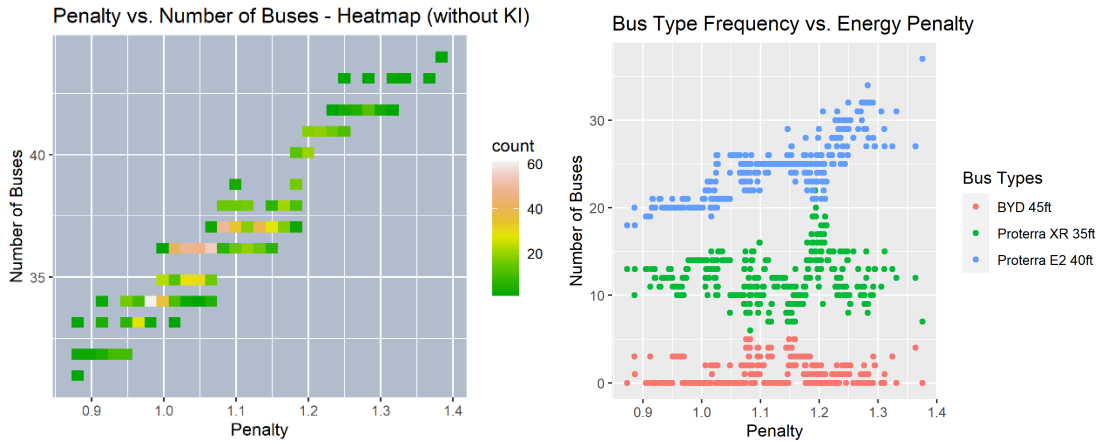 Penalty vs. Number of Buses - Heatmap (without KI)
Number of Buses
40
35
0.9 1.0 1.1 1.2 1.3 1.4
Penalty
count
60
40
20
Bus Type Frequency vs. Energy Penalty
Number of Buses
30
20
10
0
0.9 1.0 1.1 1.2 1.3 1.4
Penalty
Bus Types
BYD 45ft
Proterra XR 35ft
Proterra E2 40ft